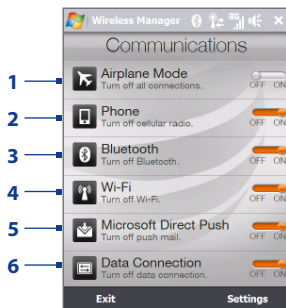 Wireless Manager
Communications
1 Airplane Mode
Turn off all connections.
OFF ON
2 Phone
Turn off cellular radio.
OFF ON
3 Bluetooth
Turn off Bluetooth.
OFF ON
4 Wi-Fi
Turn off Wi-Fi.
OFF ON
5 Microsoft Direct Push
Turn off push mail.
OFF ON
6 Data Connection
Turn off data connection.
OFF ON
Exit Settings